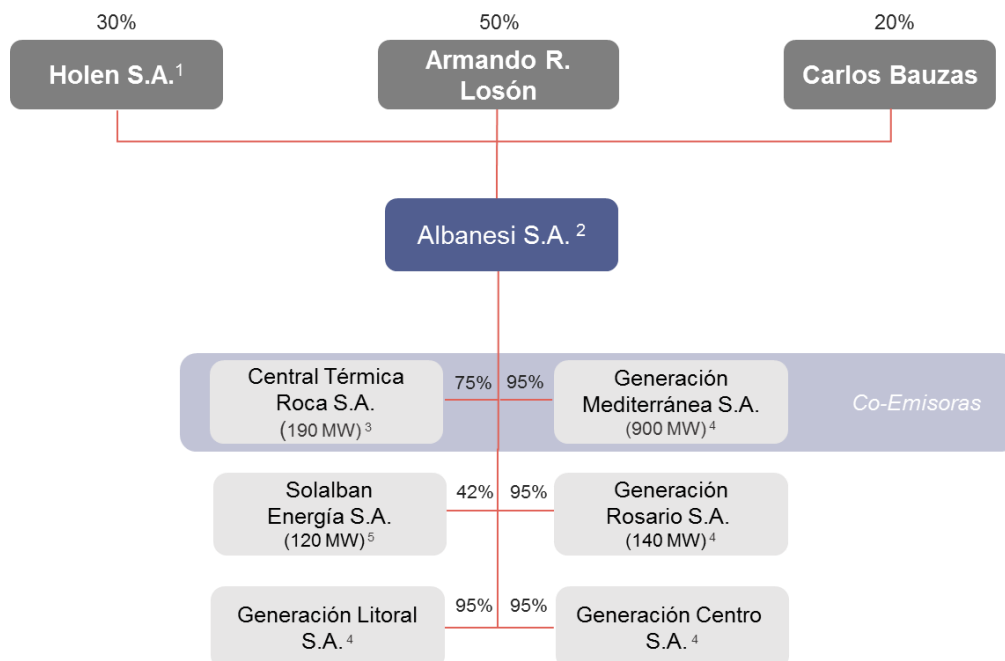 30%
50%
20%
Holen S.A.¹
Armando R.
Losón
Carlos Bauzas
Albanesi S.A. ²
Central Térmica
Roca S.A.
(190 MW) ³
75%
95%
Generación
Mediterránea S.A.
(900 MW) ⁴
Co-Emisoras
Solalban
Energía S.A.
(120 MW) ⁵
42%
95%
Generación
Rosario S.A.
(140 MW) ⁴
Generación Litoral
S.A. ⁴
95%
95%
Generación Centro
S.A. ⁴